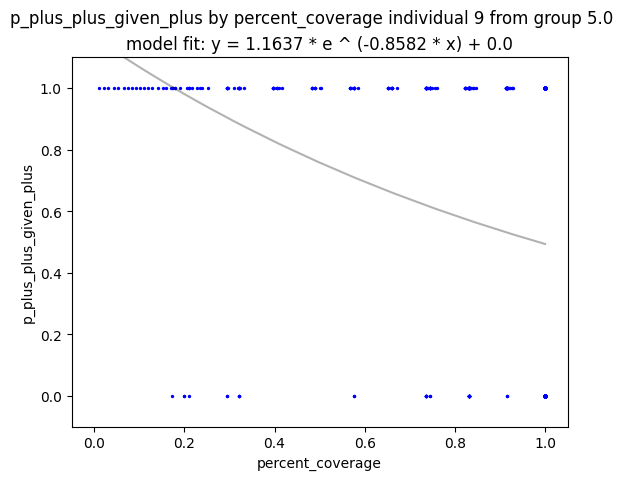 p_plus_plus_given_plus by percent_coverage individual 9 from group 5.0
model fit: y = 1.1637 * e ^ (-0.8582 * x) + 0.0
1.0
0.8
0.6
0.4
0.2
0.0
p_plus_plus_given_plus
0.0 0.2 0.4 0.6 0.8 1.0
percent_coverage